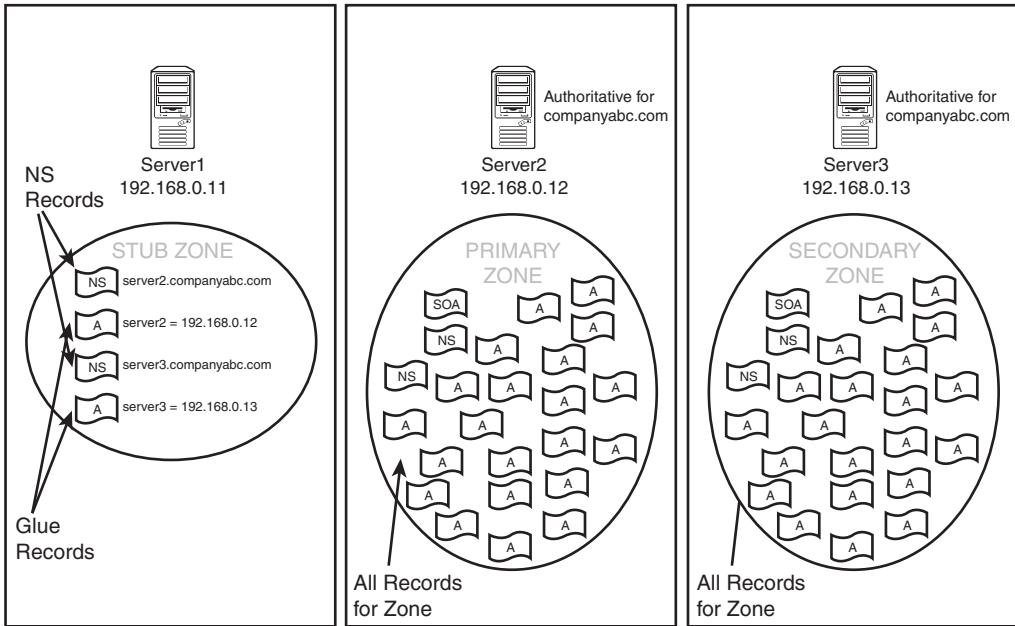 Server1
192.168.0.11
NS
Records
STUB ZONE
NS server2.companyabc.com
A server2 = 192.168.0.12
NS server3.companyabc.com
A server3 = 192.168.0.13
Glue
Records
Authoritative for
companyabc.com
Server2
192.168.0.12
PRIMARY
ZONE
A
SOA A
A
NS A
A
NS A A A
A
A A
A
A
A A
A
A A
A A
A
All Records
for Zone
Authoritative for
companyabc.com
Server3
192.168.0.13
SECONDARY
ZONE
A
SOA A
A
NS A
A
NS A A A
A
A A
A
A
A A
A
A A
A A
A
All Records
for Zone